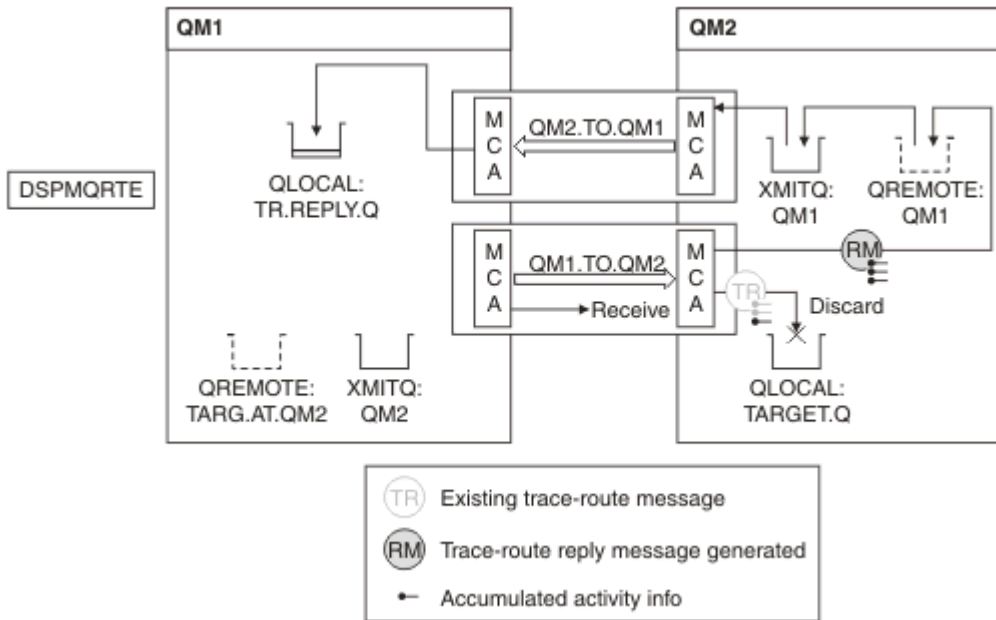 QM1
QM2
DSPMQRTE
M
C
A
QM2.TO.QM1
M
C
A
QLOCAL:
TR.REPLY.Q
XMITQ:
QM1
QREMOTE:
QM1
M
C
A
QM1.TO.QM2
Receive
M
C
A
RM
TR
Discard
QREMOTE:
TARG.AT.QM2
XMITQ:
QM2
QLOCAL:
TARGET.Q
TR Existing trace-route message
RM Trace-route reply message generated
Accumulated activity info